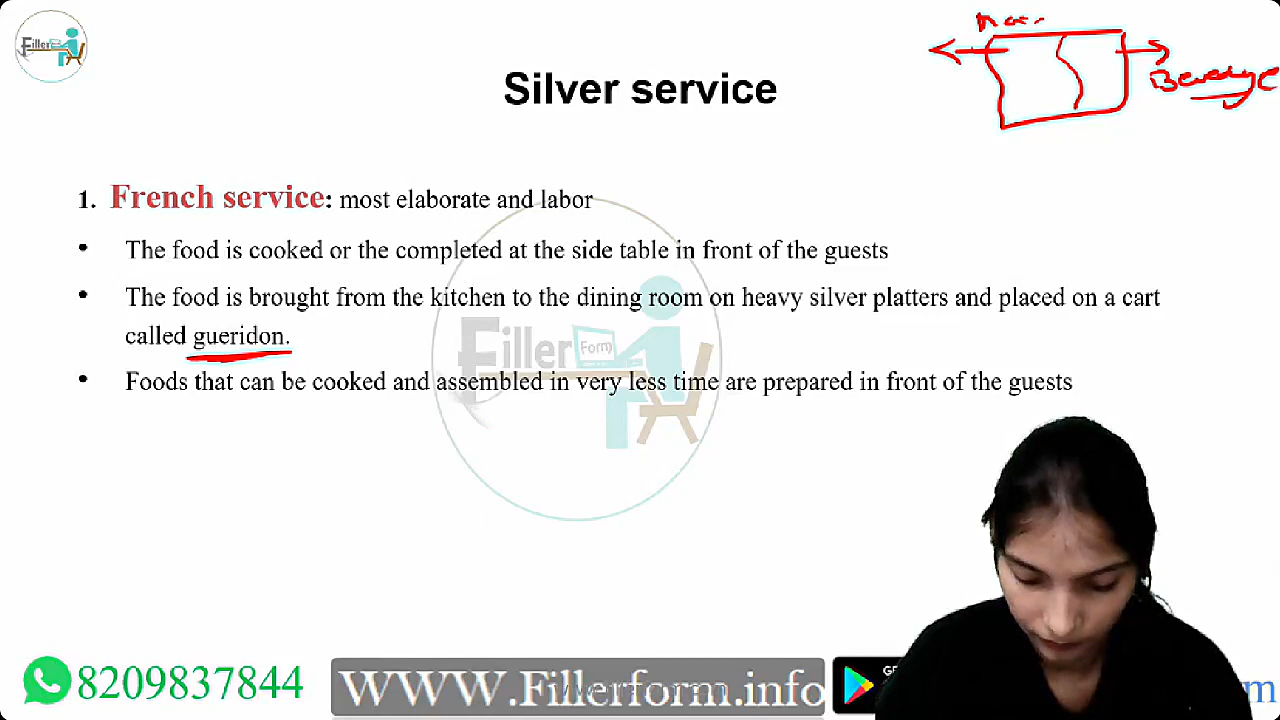 Filler Form
Beverage
Silver service
1. French service: most elaborate and labor
• The food is cooked or the completed at the side table in front of the guests
• The food is brought from the kitchen to the dining room on heavy silver platters and placed on a cart
called gueridon.
• Foods that can be cooked and assembled in very less time are prepared in front of the guests
Filler Form
8209837844
WWW.Fillerform.info